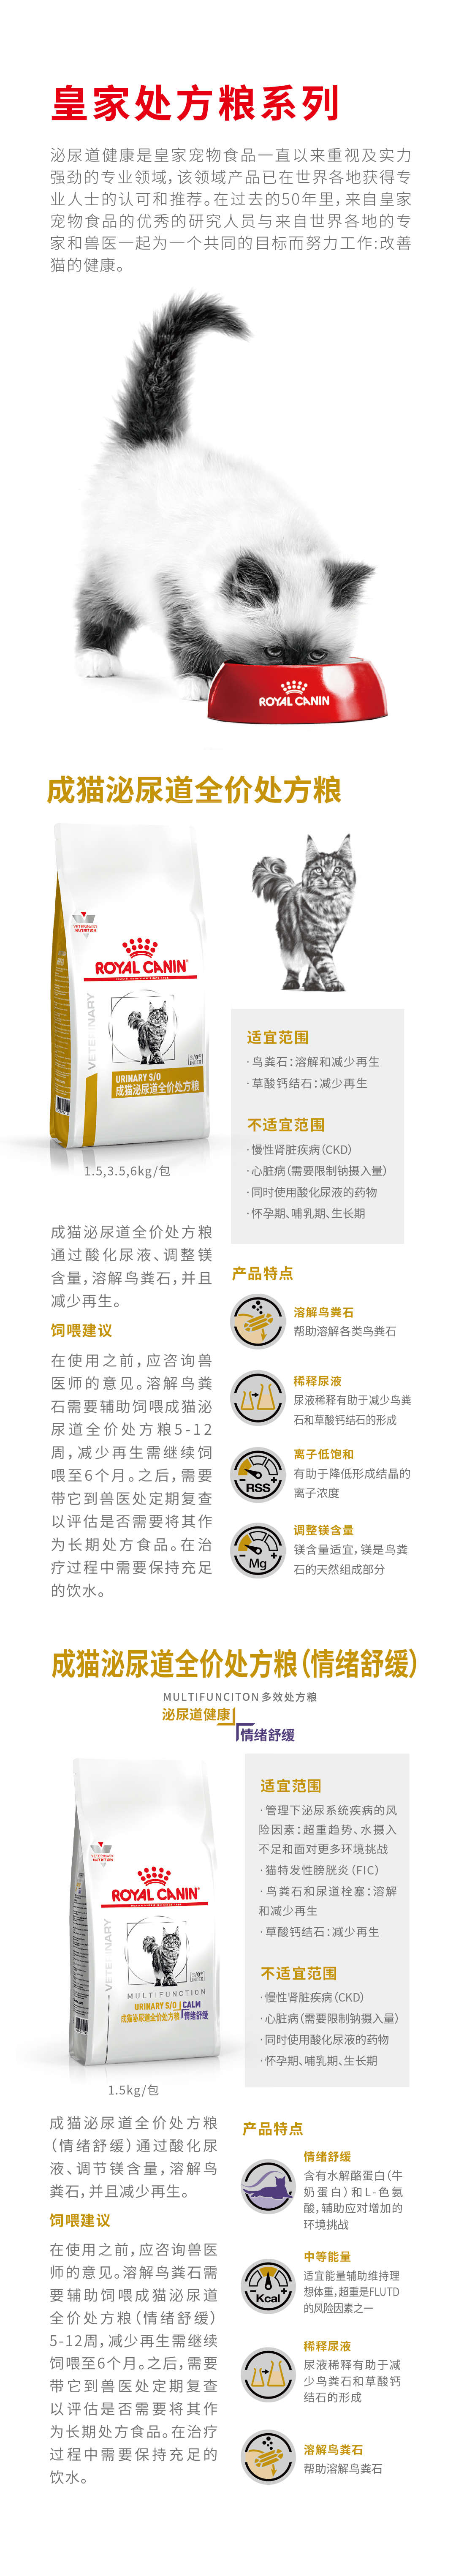 皇家处方粮系列
泌尿道健康是皇家宠物食品一直以来重视及实力
强劲的专业领域,该领域产品已在世界各地获得专
业人士的认可和推荐。在过去的50年里,来自皇家
宠物食品的优秀的研究人员与来自世界各地的专
家和兽医一起为一个共同的目标而努力工作:改善
猫的健康。
ROYAL CANIN
成猫泌尿道全价处方粮
VETERINARY
NUTRITION
ROYAL CANIN
VETERINARY
URINARY S/O
成猫泌尿道全价处方粮
1.5,3.5,6kg/包
适宜范围
·鸟粪石:溶解和减少再生
·草酸钙结石:减少再生
不适宜范围
·慢性肾脏疾病(CKD)
·心脏病(需要限制钠摄入量)
·同时使用酸化尿液的药物
·怀孕期、哺乳期、生长期
成猫泌尿道全价处方粮
通过酸化尿液、调整镁
含量,溶解鸟粪石,并且
减少再生。
饲喂建议
在使用之前,应咨询兽
医师的意见。溶解鸟粪
石需要辅助饲喂成猫泌
尿道全价处方粮5-12
周,减少再生需继续饲
喂至6个月。之后,需要
带它到兽医处定期复查
以评估是否需要将其作
为长期处方食品。在治
疗过程中需要保持充足
的饮水。
产品特点
溶解鸟粪石
帮助溶解各类鸟粪石
稀释尿液
尿液稀释有助于减少鸟粪
石和草酸钙结石的形成
RSS
离子低饱和
有助于降低形成结晶的
离子浓度
Mg
调整镁含量
镁含量适宜,镁是鸟粪
石的天然组成部分
成猫泌尿道全价处方粮(情绪舒缓)
MULTIFUNCITON多效处方粮
泌尿道健康
情绪舒缓
VETERINARY
NUTRITION
ROYAL CANIN
VETERINARY
MULTIFUNCTION
URINARY S/O CALM
成猫泌尿道全价处方粮 情绪舒缓
1.5kg/包
适宜范围
·管理下泌尿系统疾病的风
险因素:超重趋势、水摄入
不足和面对更多环境挑战
·猫特发性膀胱炎(FIC)
·鸟粪石和尿道栓塞:溶解
和减少再生
·草酸钙结石:减少再生
不适宜范围
·慢性肾脏疾病(CKD)
·心脏病(需要限制钠摄入量)
·同时使用酸化尿液的药物
·怀孕期、哺乳期、生长期
成猫泌尿道全价处方粮
(情绪舒缓)通过酸化尿
液、调节镁含量,溶解鸟
粪石,并且减少再生。
饲喂建议
在使用之前,应咨询兽医
师的意见。溶解鸟粪石需
要辅助饲喂成猫泌尿道
全价处方粮(情绪舒缓)
5-12周,减少再生需继续
饲喂至6个月。之后,需要
带它到兽医处定期复查
以评估是否需要将其作
为长期处方食品。在治疗
过程中需要保持充足的
饮水。
产品特点
情绪舒缓
含有水解酪蛋白(牛
奶蛋白)和L-色氨
酸,辅助应对增加的
环境挑战
Kcal
中等能量
适宜能量辅助维持理
想体重,超重是FLUTD
的风险因素之一
稀释尿液
尿液稀释有助于减
少鸟粪石和草酸钙
结石的形成
溶解鸟粪石
帮助溶解鸟粪石